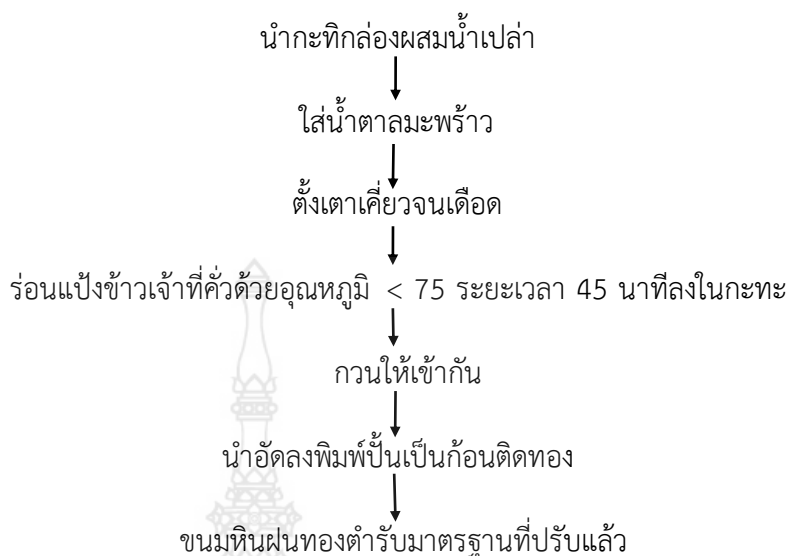 นำกะทิกล่องผสมน้ำเปล่า
ใส่น้ำตาลมะพร้าว
ตั้งเตาเคี่ยวจนเดือด
ร่อนแป้งข้าวเจ้าที่คั่วด้วยอุณหภูมิ < 75 ระยะเวลา 45 นาทีลงในกะทะ
กวนให้เข้ากัน
นำอัดลงพิมพ์ปั้นเป็นก้อนติดทอง
ขนมหินฝนทองตำรับมาตรฐานที่ปรับแล้ว